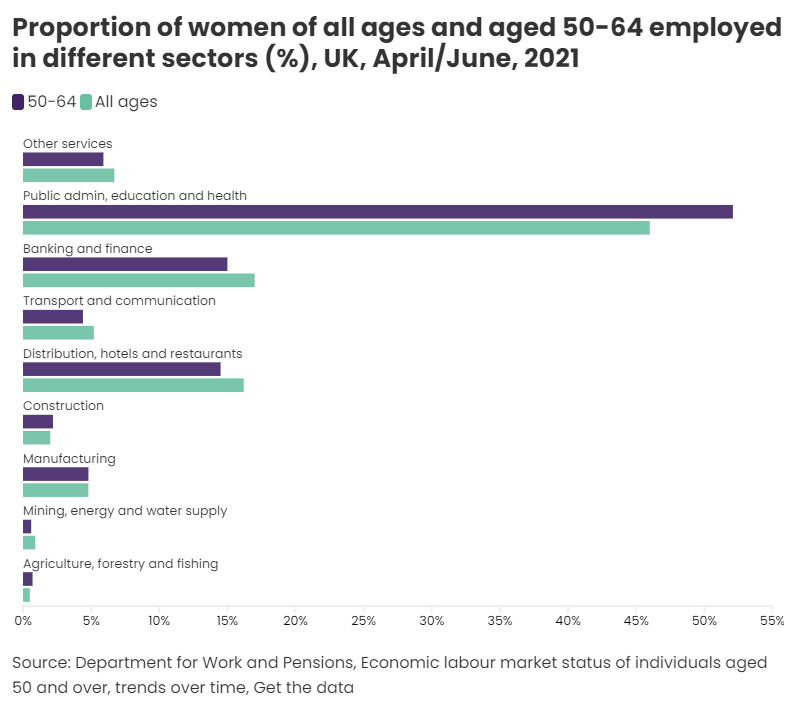 Proportion of women of all ages and aged 50-64 employed
in different sectors (%), UK, April/June, 2021
50-64 All ages
Other services
Public admin, education and health
Banking and finance
Transport and communication
Distribution, hotels and restaurants
Construction
Manufacturing
Mining, energy and water supply
Agriculture, forestry and fishing
0% 5% 10% 15% 20% 25% 30% 35% 40% 45% 50% 55%
Source: Department for Work and Pensions, Economic labour market status of individuals aged
50 and over, trends over time, Get the data